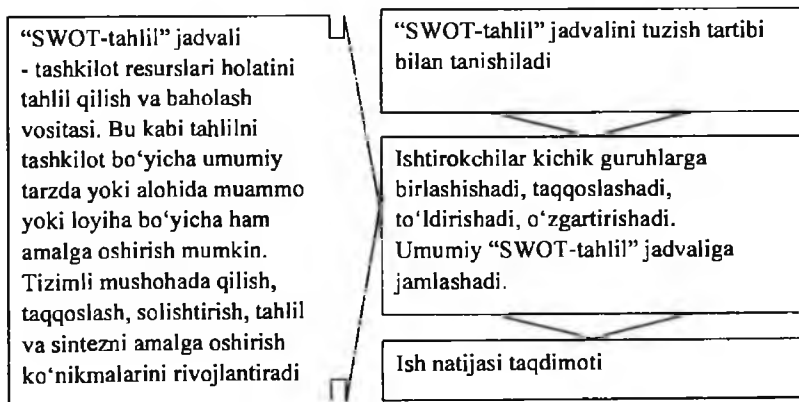 “SWOT-tahlil” jadvali
- tashkilot resurslari holatini
tahlil qilish va baholash
vositasi. Bu kabi tahlilni
tashkilot bo‘yicha umumiy
tarzda yoki alohida muammo
yoki loyiha bo‘yicha ham
amalga oshirish mumkin.
Tizimli mushohada qilish,
taqqoslash, solishtirish, tahlil
va sintezni amalga oshirish
ko‘nikmalarini rivojlantiradi
“SWOT-tahlil” jadvalini tuzish tartibi
bilan tanishiladi
Ishtirokchilar kichik guruhlarga
birlashishadi, taqqoslashadi,
to‘ldirishadi, o‘zgartirishadi.
Umumiy “SWOT-tahlil” jadvaliga
jamlashadi.
Ish natijasi taqdimoti